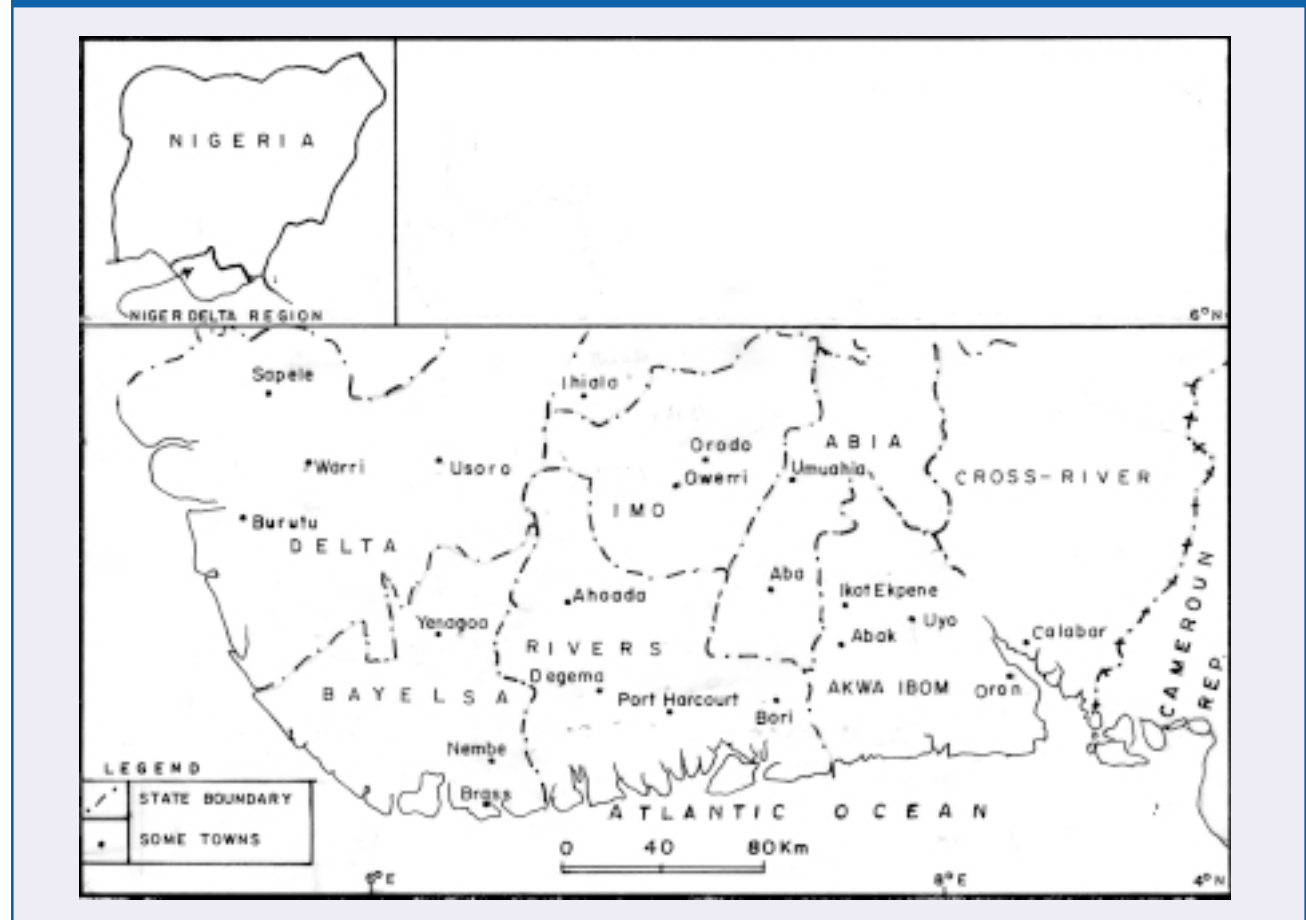 NIGERIA
NIGER DELTA REGION
6°N
Sapele
Ihiala
Warri
Usoro
Orodo
Owerri
ABIA
Umuahia
CROSS-RIVER
IMO
Burutu
DELTA
Aba
Ahoada
Ikot Ekpene
Yenagoa
Uyo
RIVERS
Abak
Calabar
CAMEROUN
REP
Degema
BAYELSA
Port Harcourt
AKWA IBOM
Oron
Bori
Nembe
LEGEND
Brass
STATE BOUNDARY
ATLANTIC OCEAN
SOME TOWNS
0 40 80 Km
8°E
4°N